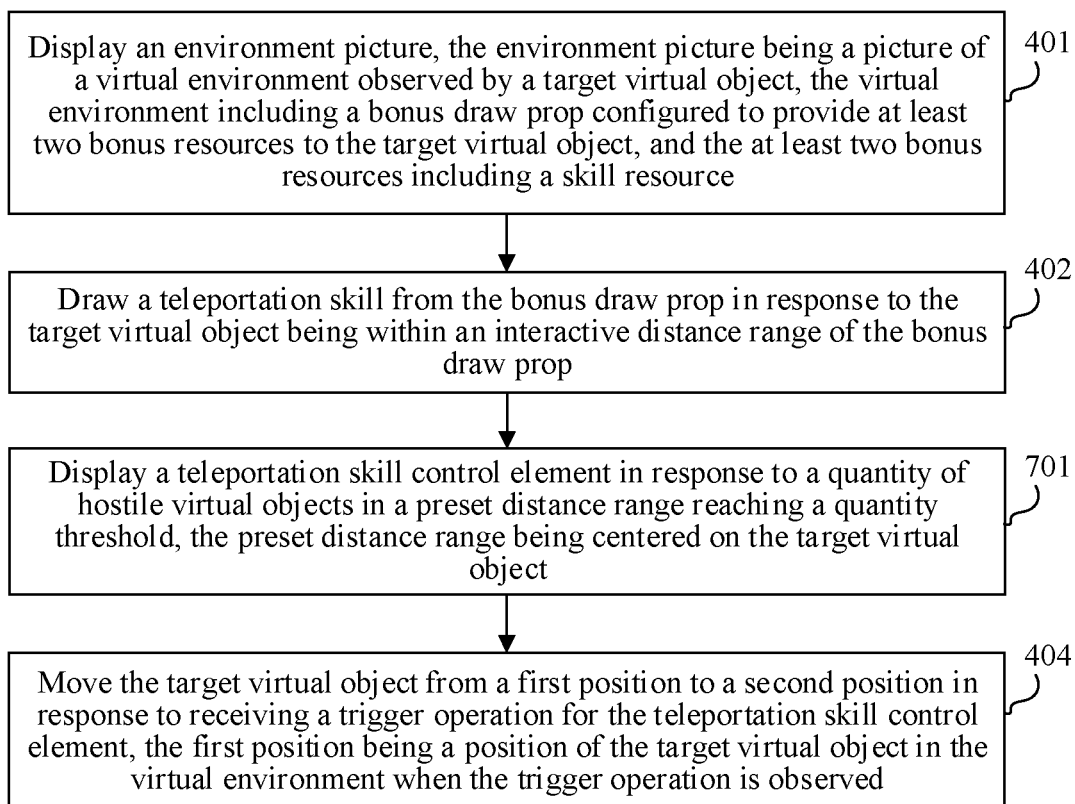 Display an environment picture, the environment picture being a picture of
a virtual environment observed by a target virtual object, the virtual
environment including a bonus draw prop configured to provide at least
two bonus resources to the target virtual object, and the at least two bonus
resources including a skill resource
401
Draw a teleportation skill from the bonus draw prop in response to the
target virtual object being within an interactive distance range of the bonus
draw prop
402
Display a teleportation skill control element in response to a quantity of
hostile virtual objects in a preset distance range reaching a quantity
threshold, the preset distance range being centered on the target virtual
object
701
Move the target virtual object from a first position to a second position in
response to receiving a trigger operation for the teleportation skill control
element, the first position being a position of the target virtual object in the
virtual environment when the trigger operation is observed
404